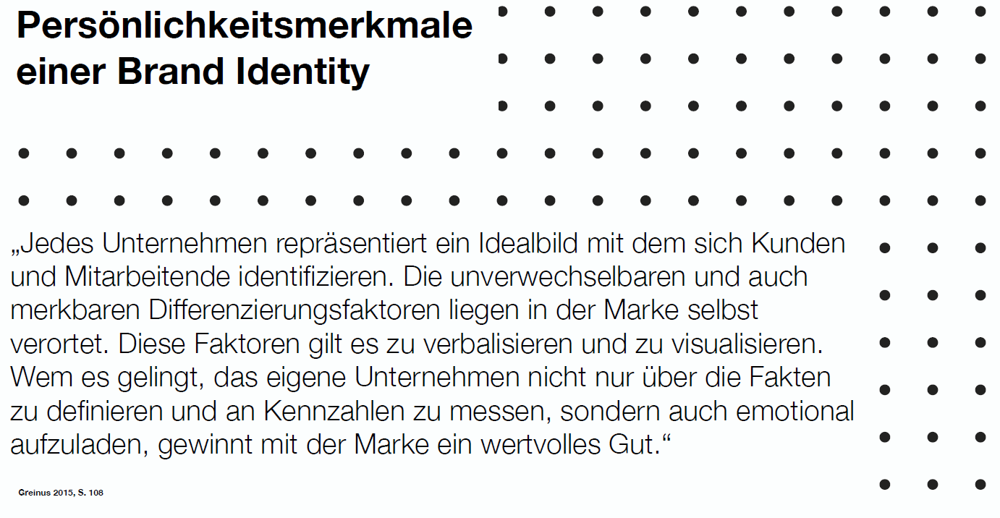 Persönlichkeitsmerkmale
einer Brand Identity
„Jedes Unternehmen repräsentiert ein Idealbild mit dem sich Kunden
und Mitarbeitende identifizieren. Die unverwechselbaren und auch
merkbaren Differenzierungsfaktoren liegen in der Marke selbst
verortet. Diese Faktoren gilt es zu verbalisieren und zu visualisieren.
Wem es gelingt, das eigene Unternehmen nicht nur über die Fakten
zu definieren und an Kennzahlen zu messen, sondern auch emotional
aufzuladen, gewinnt mit der Marke ein wertvolles Gut.“
Greinus 2015, S. 108